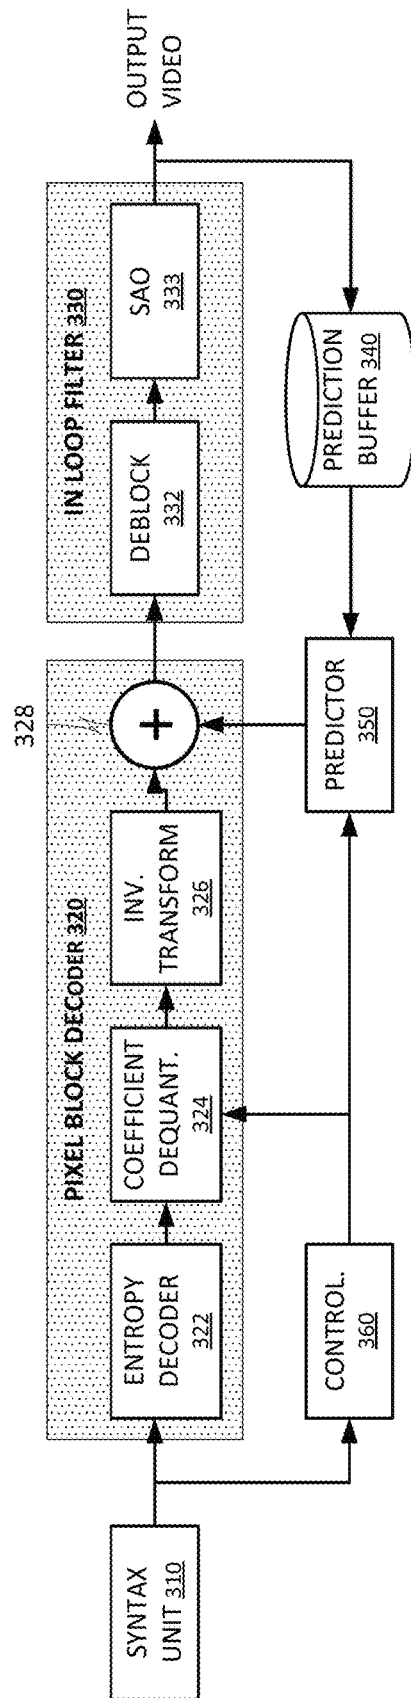 SYNTAX
UNIT 310
PIXEL BLOCK DECODER 320
ENTROPY
DECODER
322
COEFFICIENT
DEQUANT.
324
INV.
TRANSFORM
326
328
+
IN LOOP FILTER 330
DEBLOCK
332
SAO
333
OUTPUT
VIDEO
CONTROL.
360
PREDICTOR
350
PREDICTION
BUFFER 340